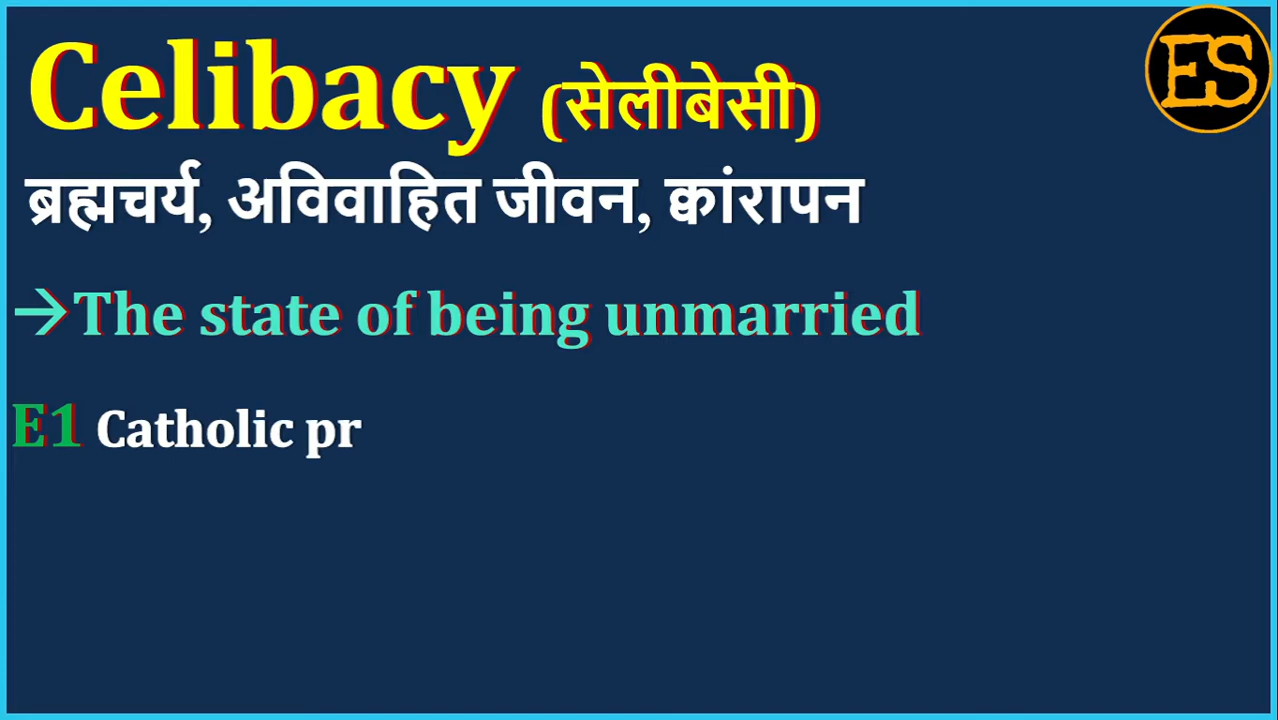 Celibacy (सेलीबेसी)
ES
ब्रह्मचर्य, अविवाहित जीवन, क्वांरापन
→The state of being unmarried
E1 Catholic pr